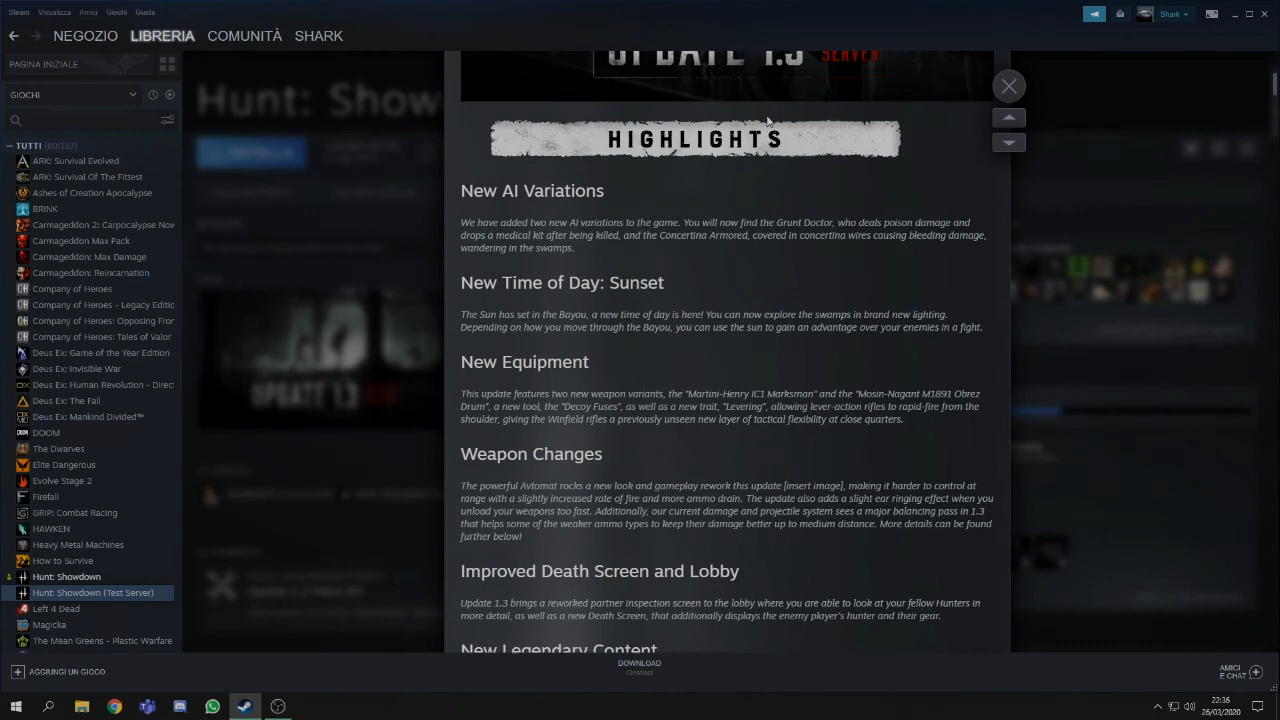 Steam Visualizza Amici Giochi Guida
Shark
NEGOZIO LIBRERIA COMUNITÀ SHARK
PAGINA INIZIALE
GIOCHI
TUTTI (80/157)
ARK: Survival Evolved
ARK: Survival Of The Fittest
Ashes of Creation Apocalypse
BRINK
Carmageddon 2: Carpocalypse Now
Carmageddon Max Pack
Carmageddon: Max Damage
Carmageddon: Reincarnation
Company of Heroes
Company of Heroes - Legacy Editic
Company of Heroes: Opposing Fron
Company of Heroes: Tales of Valor
Deus Ex: Game of the Year Edition
Deus Ex: Invisible War
Deus Ex: Human Revolution - Direct
Deus Ex: The Fall
Deus Ex: Mankind Divided™
DOOM
The Dwarves
Elite Dangerous
Evolve Stage 2
Firefall
GRIP: Combat Racing
HAWKEN
Heavy Metal Machines
How to Survive
Hunt: Showdown
Hunt: Showdown (Test Server)
Left 4 Dead
Magicka
The Mean Greens - Plastic Warfare
AGGIUNGI UN GIOCO
Hunt: Show
UPDATE 1.3 SERVER
HIGHLIGHTS
New AI Variations
We have added two new AI variations to the game. You will now find the Grunt Doctor, who deals poison damage and
drops a medical kit after being killed, and the Concertina Armored, covered in concertina wires causing bleeding damage,
wandering in the swamps.
New Time of Day: Sunset
The Sun has set in the Bayou, a new time of day is here! You can now explore the swamps in brand new lighting.
Depending on how you move through the Bayou, you can use the sun to gain an advantage over your enemies in a fight.
New Equipment
This update features two new weapon variants, the "Martini-Henry IC1 Marksman" and the "Mosin-Nagant M1891 Obrez
Drum", a new tool, the "Decoy Fuses", as well as a new trait, "Levering", allowing lever-action rifles to rapid-fire from the
shoulder, giving the Winfield rifles a previously unseen new layer of tactical flexibility at close quarters.
Weapon Changes
The powerful Avtomat rocks a new look and gameplay rework this update [insert image], making it harder to control at
range with a slightly increased rate of fire and more ammo drain. The update also adds a slight ear ringing effect when you
unload your weapons too fast. Additionally, our current damage and projectile system sees a major balancing pass in 1.3
that helps some of the weaker ammo types to keep their damage better up to medium distance. More details can be found
further below!
Improved Death Screen and Lobby
Update 1.3 brings a reworked partner inspection screen to the lobby where you are able to look at your fellow Hunters in
more detail, as well as a new Death Screen, that additionally displays the enemy player's hunter and their gear.
New Legendary Content
DOWNLOAD
Gestisci
AMICI
E CHAT
22:36
26/03/2020